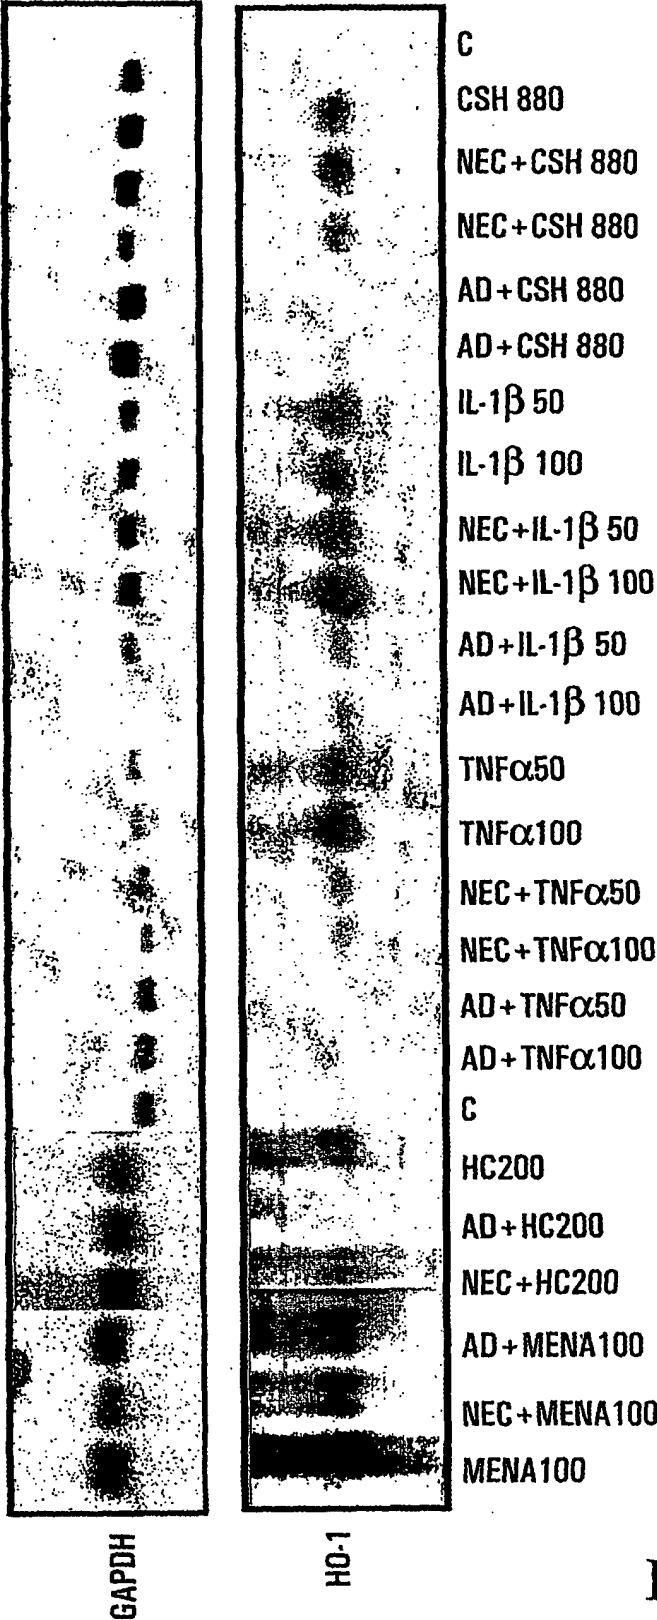 C
CSH 880
NEC+CSH 880
NEC+CSH 880
AD+CSH 880
AD+CSH 880
IL-1β 50
IL-1β 100
NEC+IL-1β 50
NEC+IL-1β 100
AD+IL-1β 50
AD+IL-1β 100
TNFα50
TNFα100
NEC+TNFα50
NEC+TNFα100
AD+TNFα50
AD+TNFα100
C
HC200
AD+HC200
NEC+HC200
AD+MENA100
NEC+MENA100
MENA100
GAPDH
HO-1